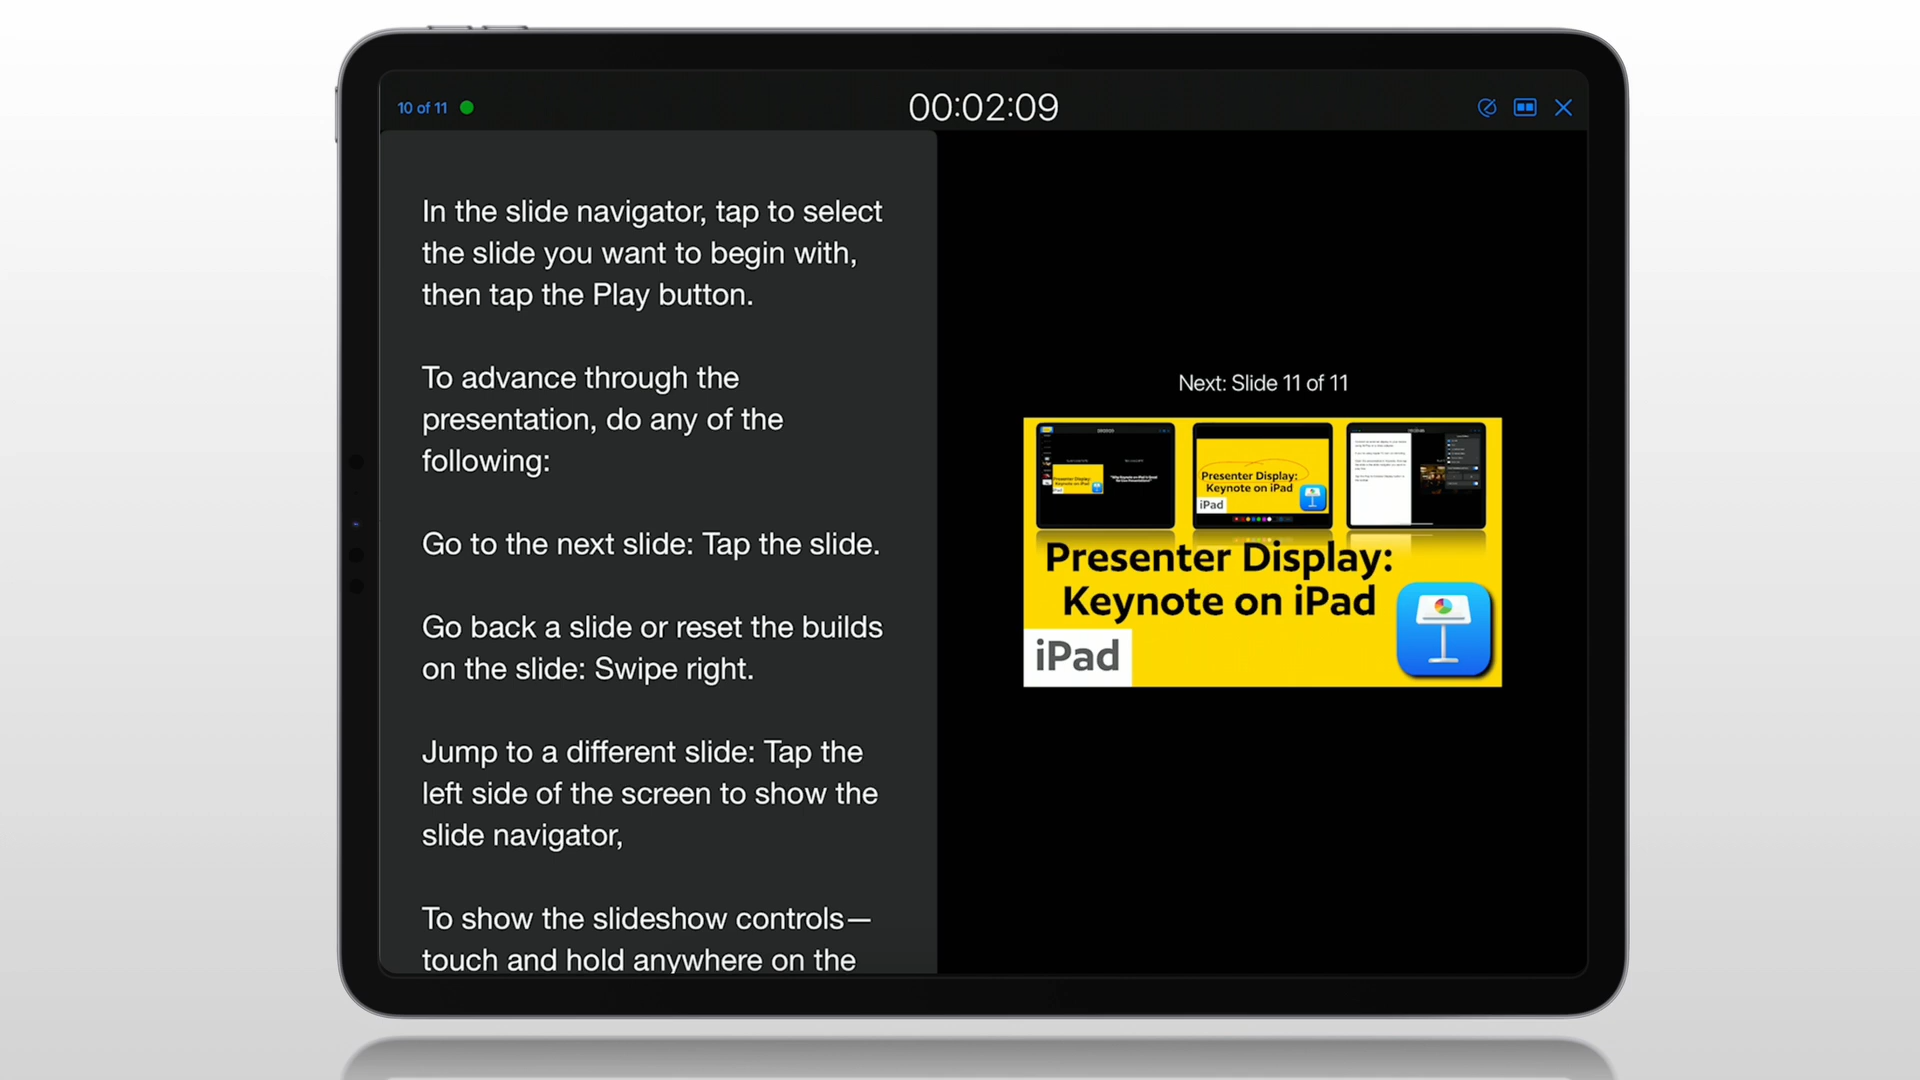 10 of 11
00:02:09
In the slide navigator, tap to select
the slide you want to begin with,
then tap the Play button.
To advance through the
presentation, do any of the
following:
Go to the next slide: Tap the slide.
Go back a slide or reset the builds
on the slide: Swipe right.
Jump to a different slide: Tap the
left side of the screen to show the
slide navigator,
To show the slideshow controls—
touch and hold anywhere on the
Next: Slide 11 of 11
Presenter Display:
Keynote on iPad
iPad
Presenter Display:
Keynote on iPad
iPad